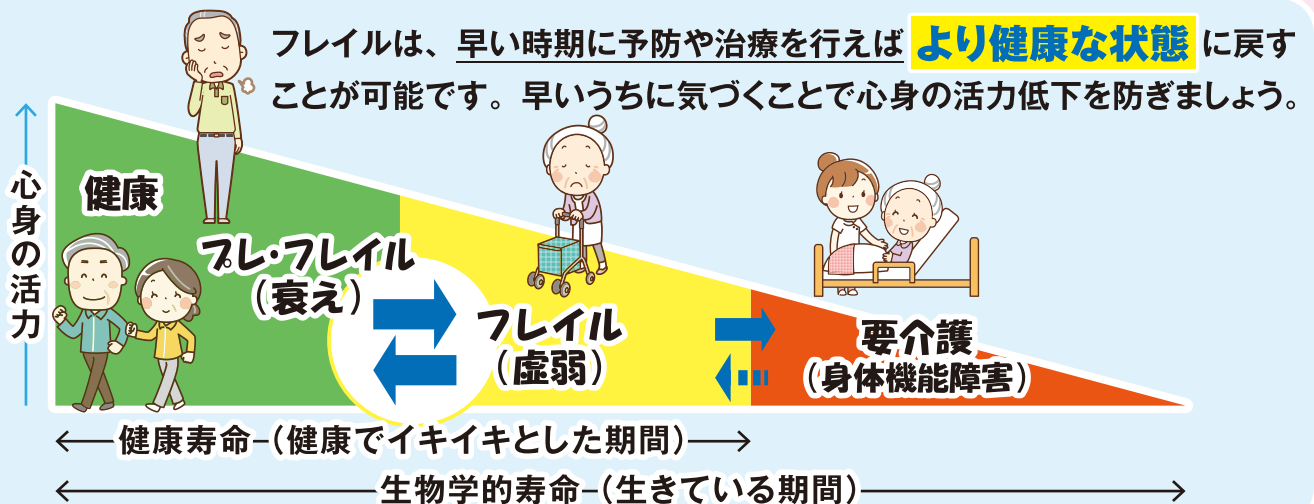 フレイルは、早い時期に予防や治療を行えば より健康な状態 に戻す
ことが可能です。早いうちに気づくことで心身の活力低下を防ぎましょう。
心身の活力
健康
プレ・フレイル
（衰え）
フレイル
（虚弱）
要介護
（身体機能障害）
健康寿命（健康でイキイキとした期間）
生物学的寿命（生きている期間）